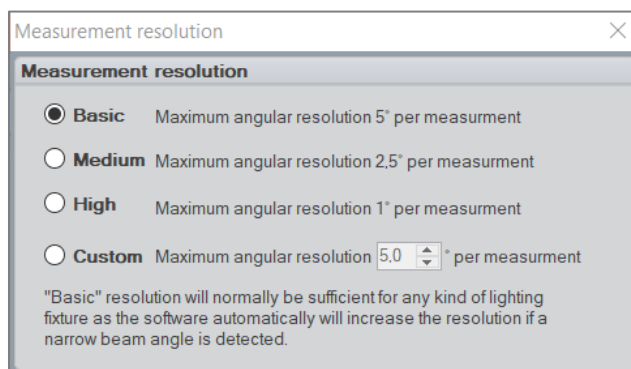 Measurement resolution
Measurement resolution
Basic Maximum angular resolution 5° per measurment
Medium Maximum angular resolution 2,5° per measurment
High Maximum angular resolution 1° per measurment
Custom Maximum angular resolution 5,0 ° per measurment
"Basic" resolution will normally be sufficient for any kind of lighting
fixture as the software automatically will increase the resolution if a
narrow beam angle is detected.